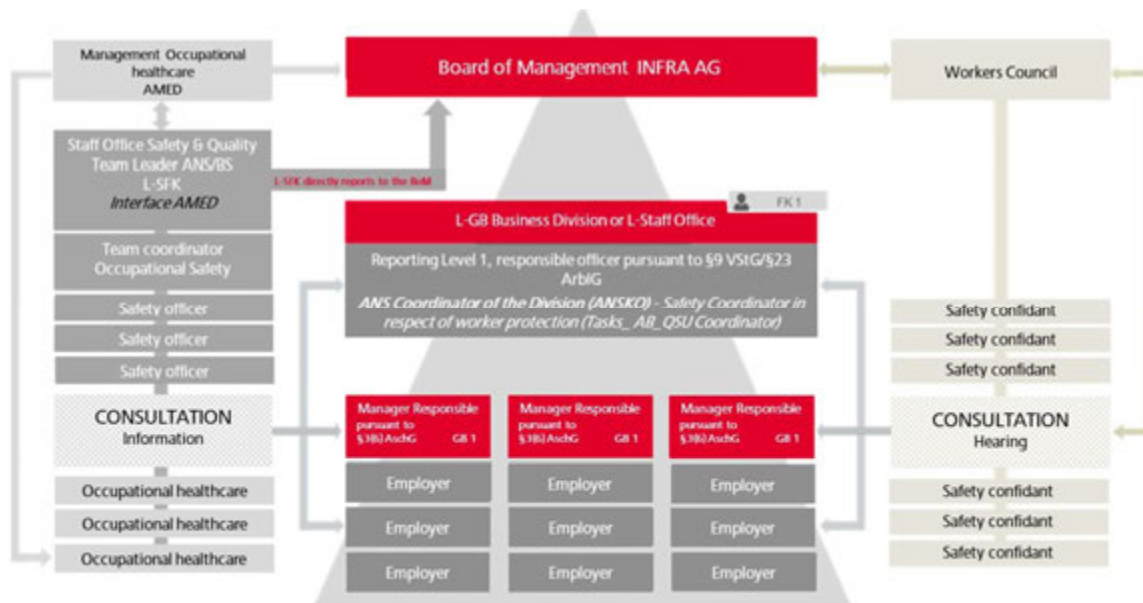 Management Occupational
healthcare
AMED
Board of Management INFRA AG
Workers Council
Staff Office Safety & Quality
Team Leader ANS/BS
L-SFK
Interface AMED
L-SFK directly reports to the BoM
FK 1
L-GB Business Division or L-Staff Office
Team coordinator
Occupational Safety
Reporting Level 1, responsible officer pursuant to §9 VStG/§23
ArbIG
ANS Coordinator of the Division (ANSKO) - Safety Coordinator in
respect of worker protection (Tasks_ AB_QSU Coordinator)
Safety officer
Safety officer
Safety officer
Safety confidant
Safety confidant
Safety confidant
CONSULTATION
Information
Manager Responsible
pursuant to
§3(6) AschG GB 1
Manager Responsible
pursuant to
§3(6) AschG GB 1
Manager Responsible
pursuant to
§3(6) AschG GB 1
CONSULTATION
Hearing
Occupational healthcare
Occupational healthcare
Occupational healthcare
Employer
Employer
Employer
Employer
Employer
Employer
Employer
Employer
Employer
Safety confidant
Safety confidant
Safety confidant